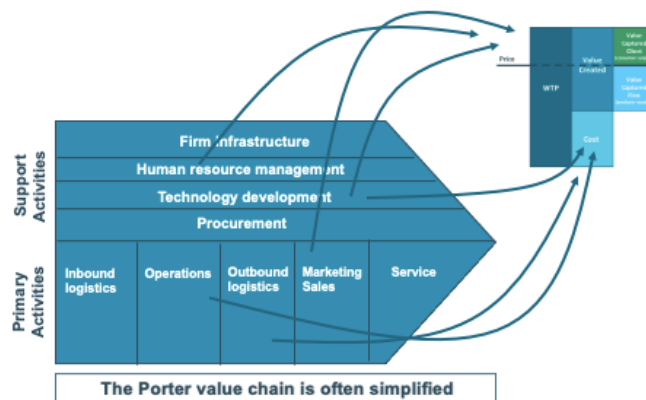 Value
Captured
Client
Price
Value
Created
Value
Captured
Firm
WTP
Cost
Support
Activities
Firm Infrastructure
Human resource management
Technology development
Procurement
Primary
Activities
Inbound
logistics
Operations
Outbound
logistics
Marketing
Sales
Service
The Porter value chain is often simplified